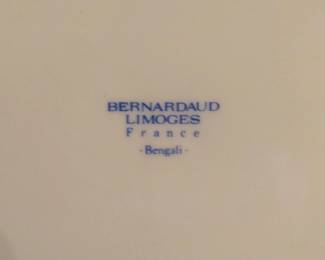 BERNARDAUD
LIMOGES
France
-Bengali-